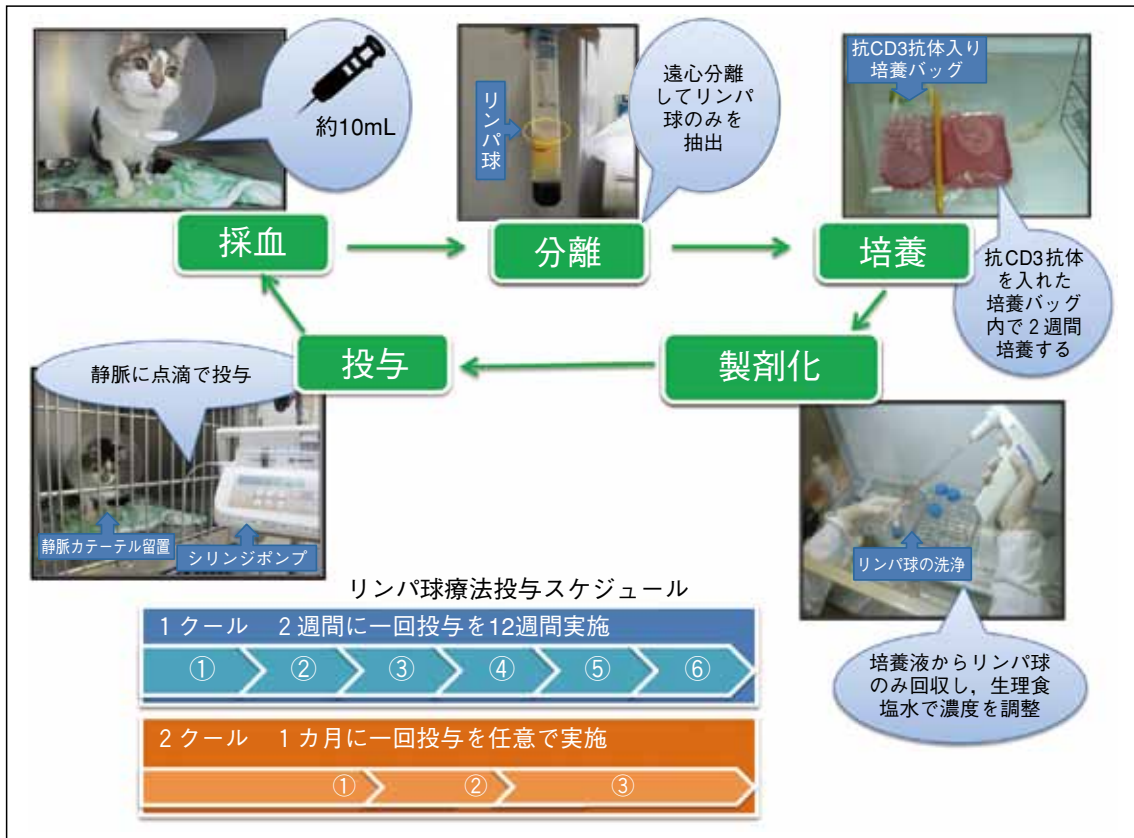 約10mL
リンパ球
遠心分離
してリンパ
球のみを
抽出
抗CD3抗体入り
培養バッグ
採血
分離
培養
抗CD3抗体
を入れた
培養バッグ
内で2週間
培養する
投与
製剤化
静脈に点滴で投与
静脈カテーテル留置
シリンジポンプ
リンパ球の洗浄
培養液からリンパ球
のみ回収し，生理食
塩水で濃度を調整
リンパ球療法投与スケジュール
1クール　2週間に一回投与を12週間実施
① ② ③ ④ ⑤ ⑥
2クール　1カ月に一回投与を任意で実施
① ② ③